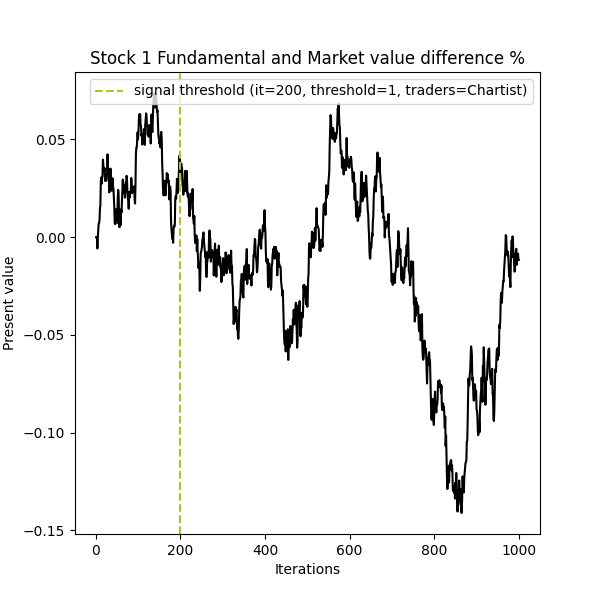 Stock 1 Fundamental and Market value difference %
signal threshold (it=200, threshold=1, traders=Chartist)
Present value
0.05
0.00
−0.05
−0.10
−0.15
0 200 400 600 800 1000
Iterations